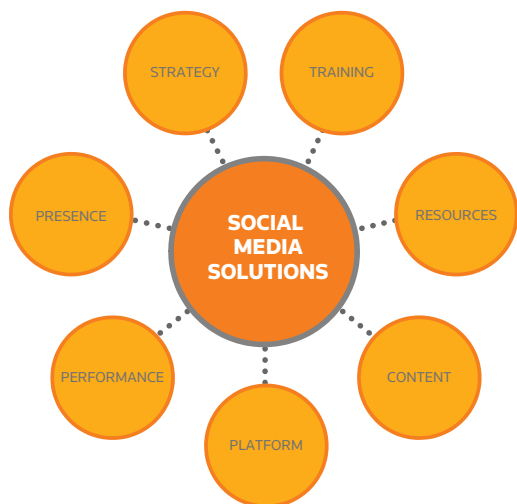 STRATEGY
TRAINING
PRESENCE
SOCIAL
MEDIA
SOLUTIONS
RESOURCES
PERFORMANCE
CONTENT
PLATFORM